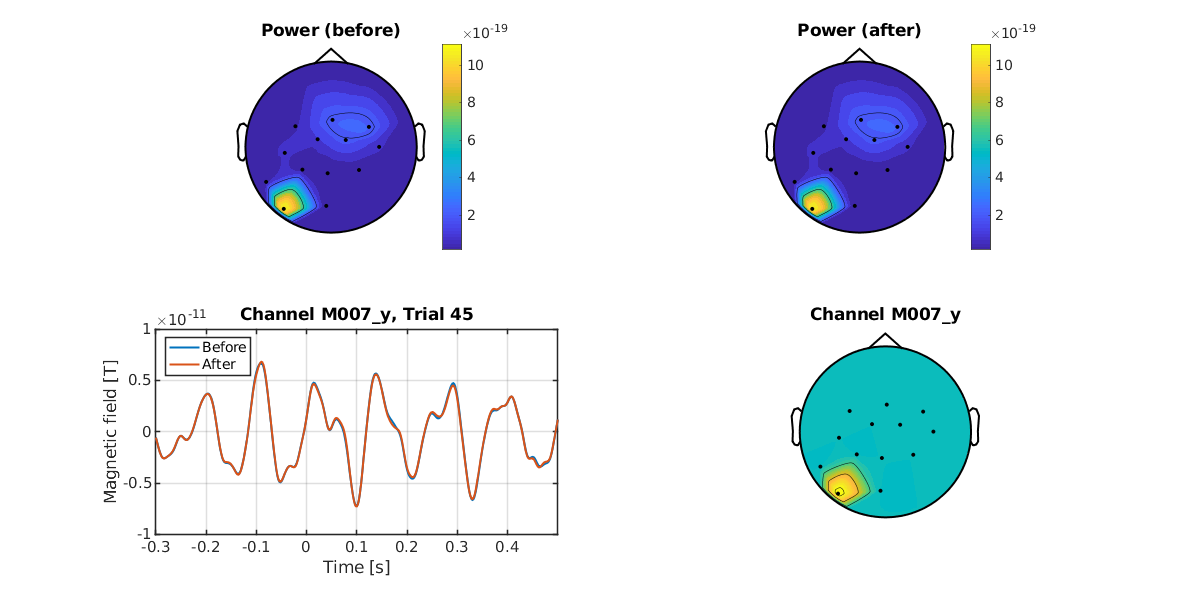 Power (before)
×10-19
10
8
6
4
2
Power (after)
×10-19
10
8
6
4
2
Channel M007_y, Trial 45
×10-11
Before
After
Magnetic field [T]
1
0.5
0
-0.5
-1
-0.3 -0.2 -0.1 0 0.1 0.2 0.3 0.4
Time [s]
Channel M007_y